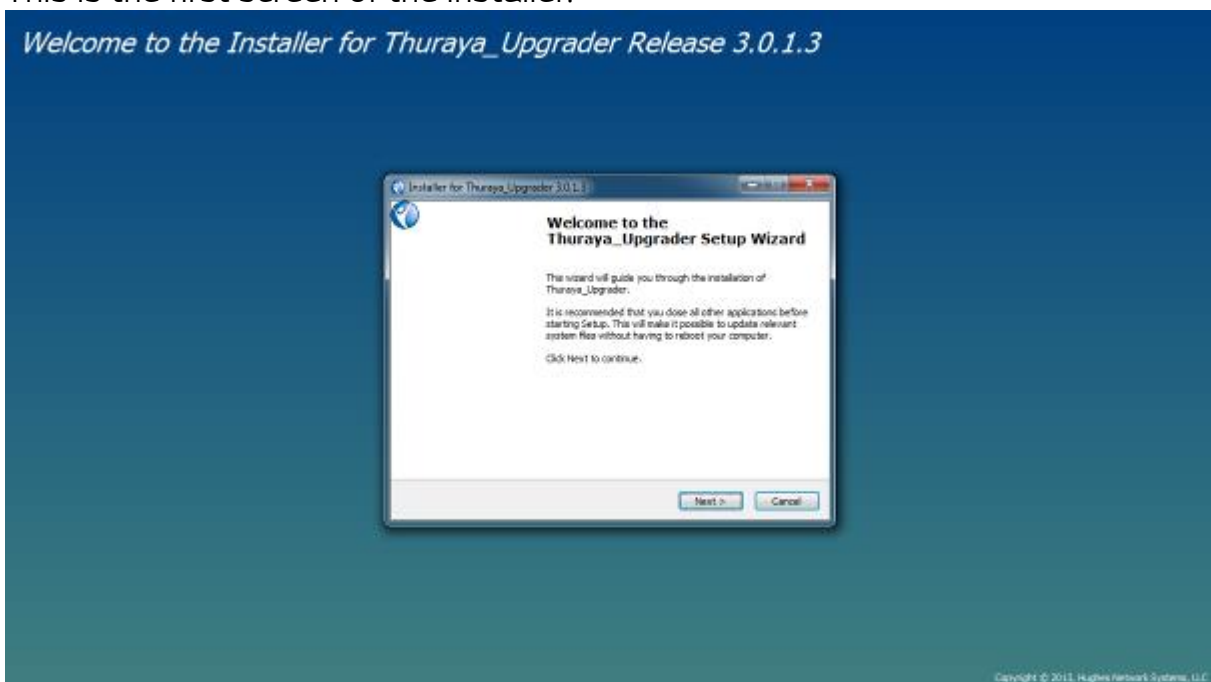 This is the first screen of the installer.
Welcome to the Installer for Thuraya_Upgrader Release 3.0.1.3
Installer for Thuraya_Upgrader 3.0.1.3
Welcome to the
Thuraya_Upgrader Setup Wizard
This wizard will guide you through the installation of
Thuraya_Upgrader.
It is recommended that you close all other applications before
starting Setup. This will make it possible to update relevant
system files without having to reboot your computer.
Click Next to continue.
Next >
Cancel
Copyright © Hughes Network Systems, LLC